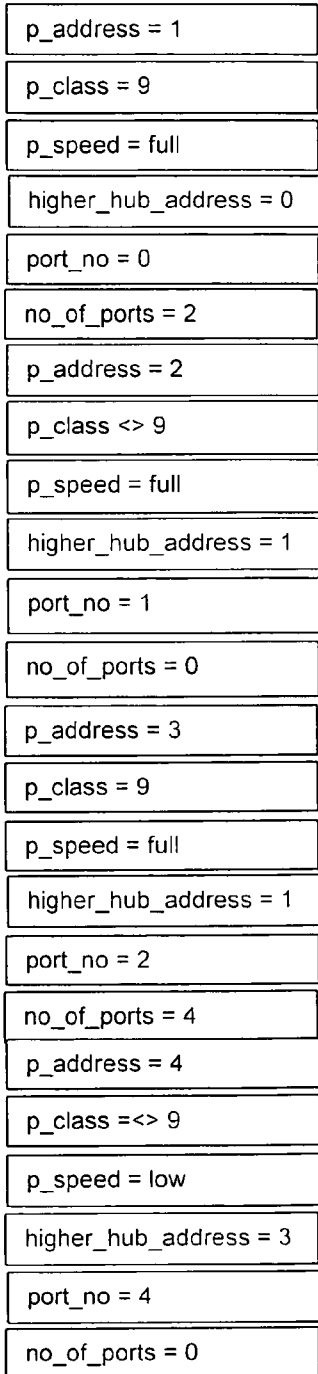 p_address = 1
p_class = 9
p_speed = full
higher_hub_address = 0
port_no = 0
no_of_ports = 2
p_address = 2
p_class <> 9
p_speed = full
higher_hub_address = 1
port_no = 1
no_of_ports = 0
p_address = 3
p_class = 9
p_speed = full
higher_hub_address = 1
port_no = 2
no_of_ports = 4
p_address = 4
p_class =<> 9
p_speed = low
higher_hub_address = 3
port_no = 4
no_of_ports = 0